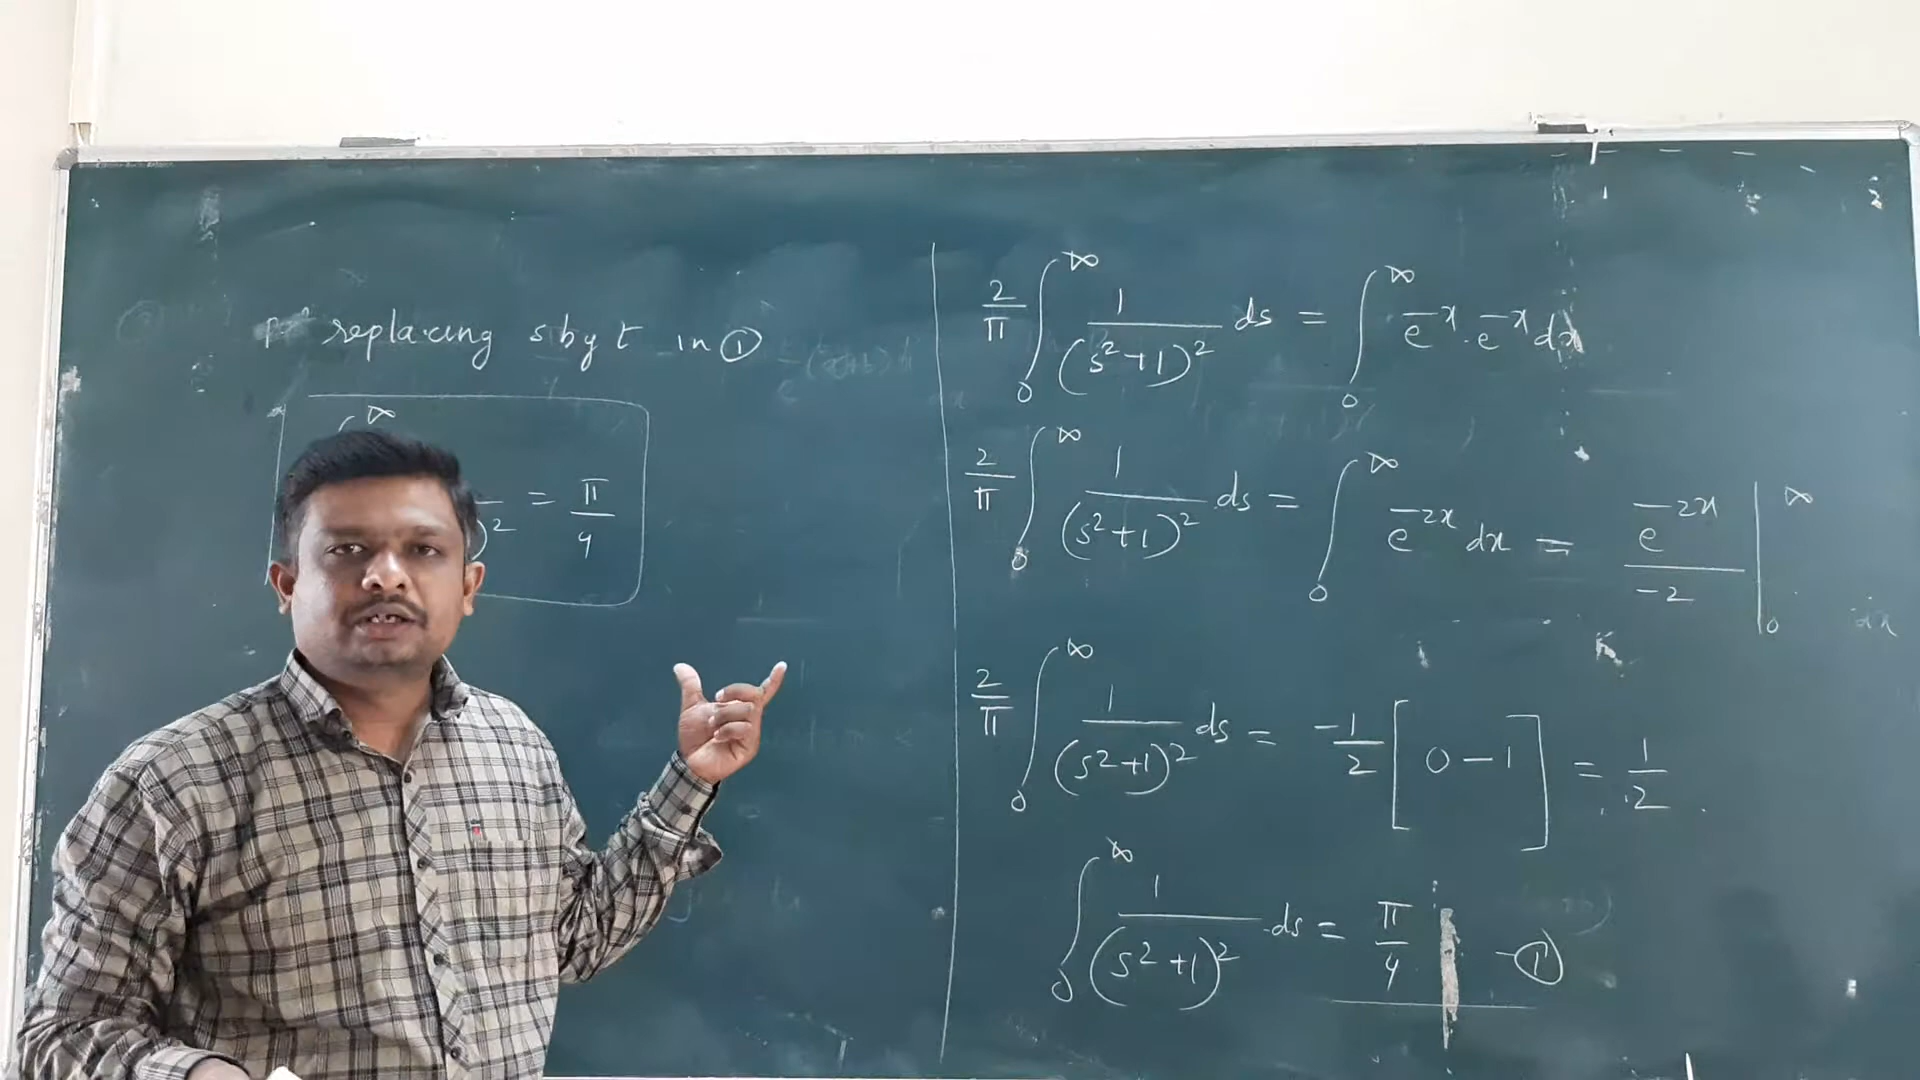 replacing s by t in ①
∞
)² = π/4
2/π ∫₀^∞ 1/(s²+1)² ds = ∫₀^∞ e^-x · e^-x dx
2/π ∫₀^∞ 1/(s²+1)² ds = ∫₀^∞ e^-2x dx = e^-2x/-2 |₀^∞
2/π ∫₀^∞ 1/(s²+1)² ds = -1/2 [0 - 1] = 1/2
∫₀^∞ 1/(s²+1)² ds = π/4 - ①